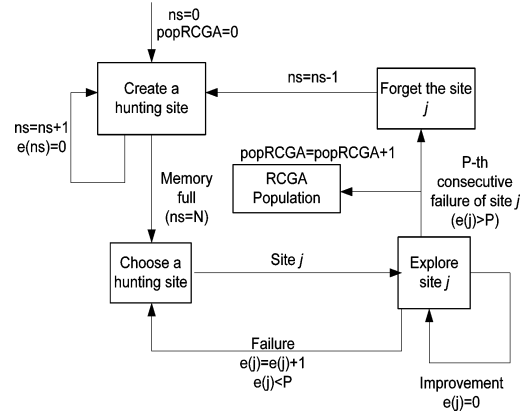 ns=0
popRCGA=0
Create a
hunting site
ns=ns-1
Forget the site
j
ns=ns+1
e(ns)=0
popRCGA=popRCGA+1
RCGA
Population
P-th
consecutive
failure of site j
(e(j)>P)
Memory
full
(ns=N)
Choose a
hunting site
Site j
Explore
site j
Failure
e(j)=e(j)+1
e(j)<P
Improvement
e(j)=0